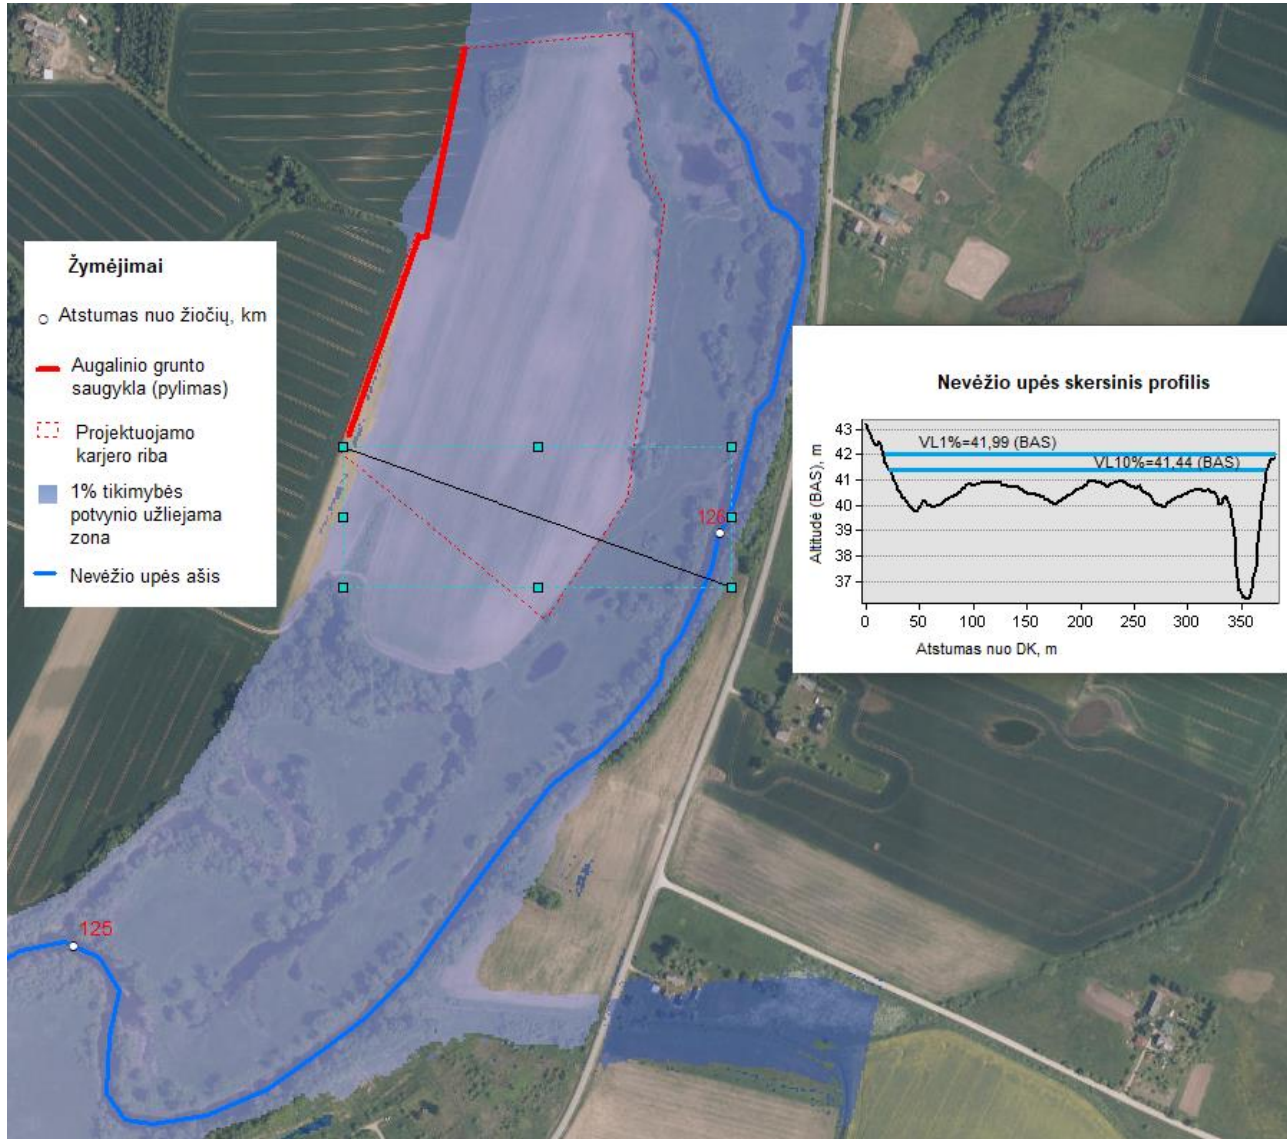 Žymėjimai
Atstumas nuo žiočių, km
Augalinio grunto
saugykla (pylimas)
Projektuojamo
karjero riba
1% tikimybės
potvynio užliejama
zona
Nevėžio upės ašis
126
125
Nevėžio upės skersinis profilis
VL1%=41,99 (BAS)
VL10%=41,44 (BAS)
Altitudė (BAS), m
43
42
41
40
39
38
37
0 50 100 150 200 250 300 350
Atstumas nuo DK, m